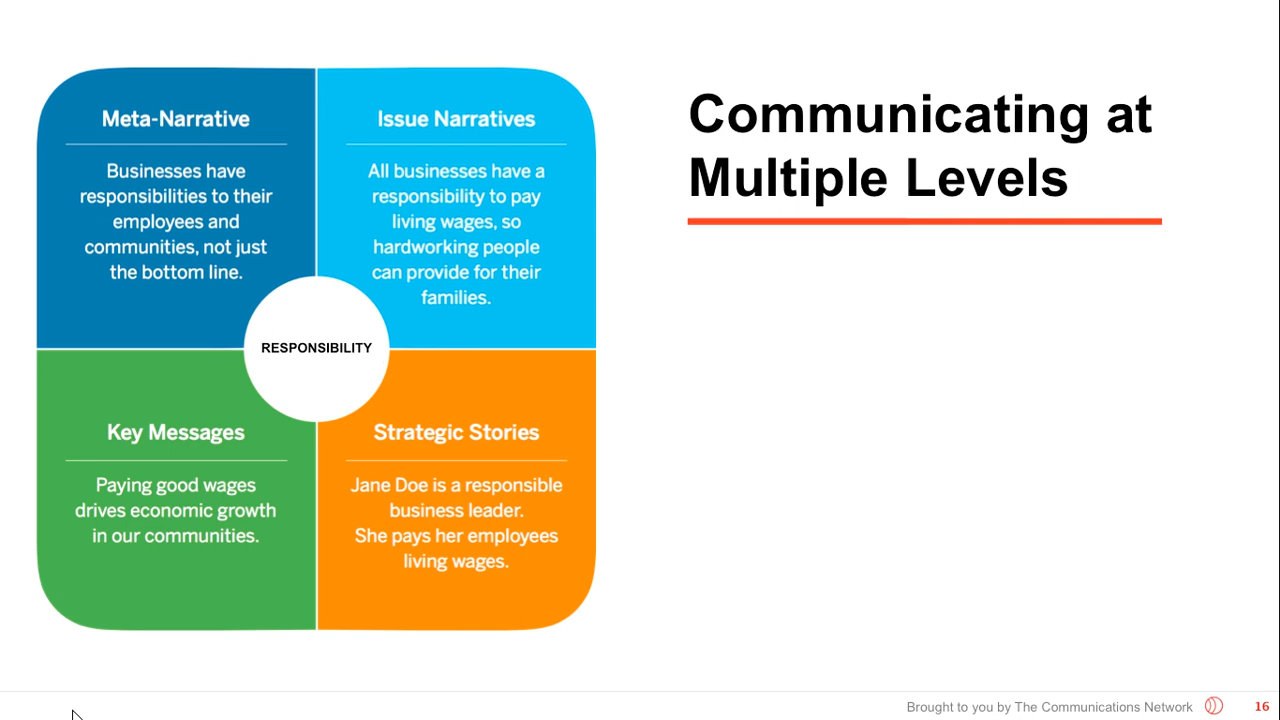 Communicating at
Multiple Levels
Meta-Narrative
Businesses have
responsibilities to their
employees and
communities, not just
the bottom line.
Issue Narratives
All businesses have a
responsibility to pay
living wages, so
hardworking people
can provide for their
families.
RESPONSIBILITY
Key Messages
Paying good wages
drives economic growth
in our communities.
Strategic Stories
Jane Doe is a responsible
business leader.
She pays her employees
living wages.
Brought to you by The Communications Network
16